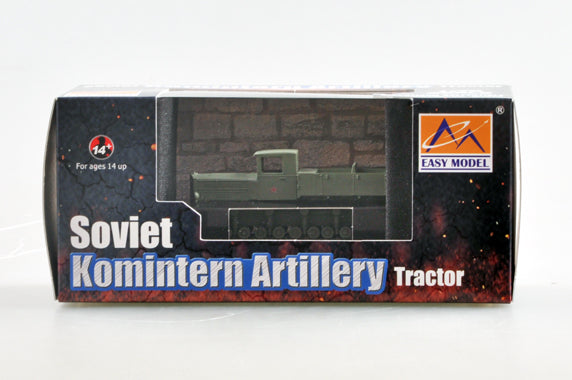 14+
For ages 14 up
®
EASY MODEL
Soviet
Komintern Artillery Tractor